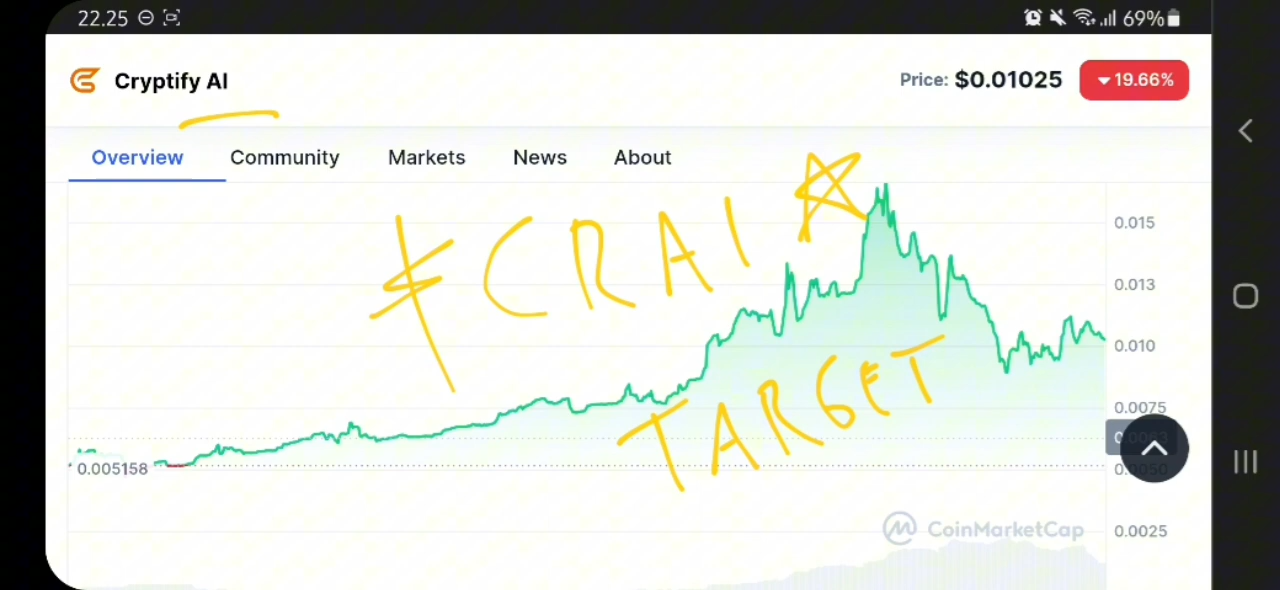 22.25
69%
Cryptify AI
Price: $0.01025
19.66%
Overview Community Markets News About
CRAI
TARGET
0.015
0.013
0.010
0.0075
0.005158
0.0050
0.0025
CoinMarketCap